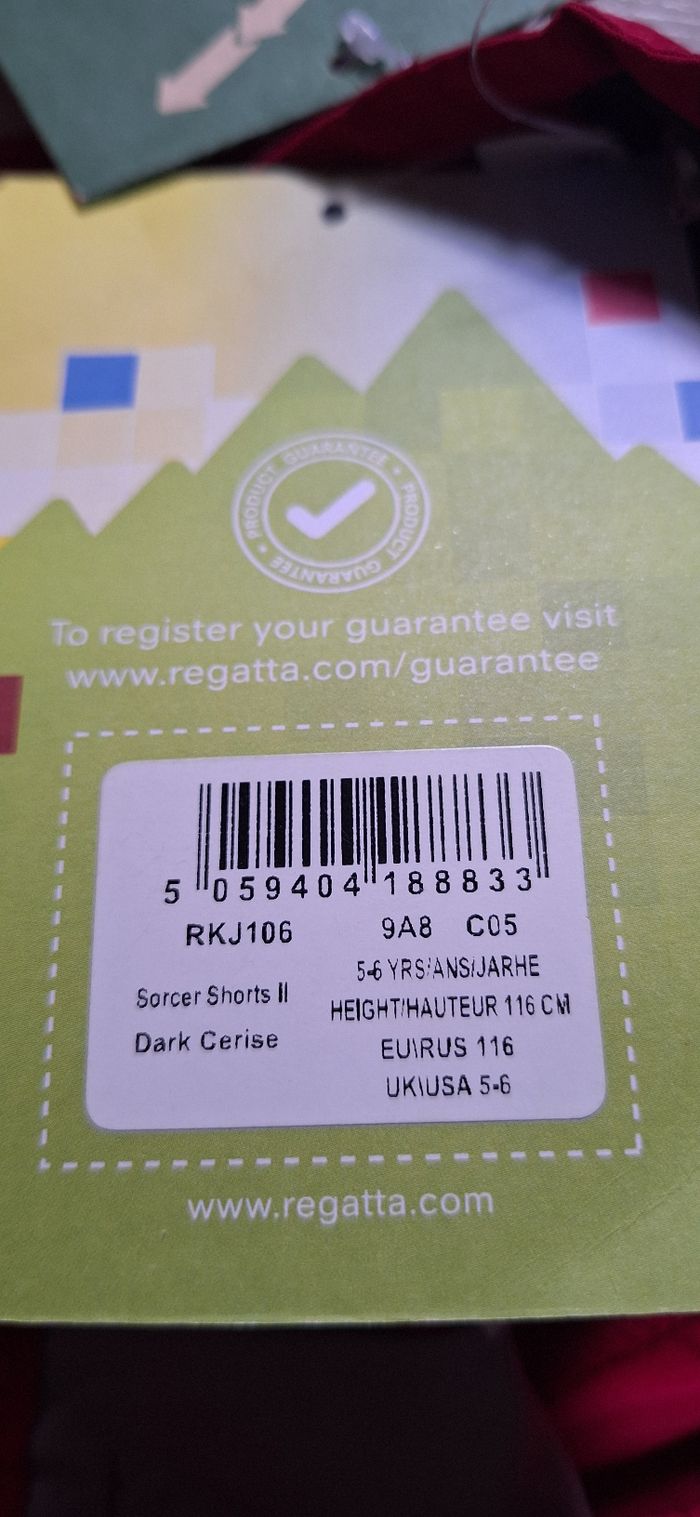 PRODUCT GUARANTEE • PRODUCT GUARANTEE •
To register your guarantee visit
www.regatta.com/guarantee
5 059404 188833
RKJ106 9A8 C05
5-6 YRS/ANS/JARHE
Sorcer Shorts II
HEIGHT/HAUTEUR 116 CM
Dark Cerise
EU\RUS 116
UK\USA 5-6
www.regatta.com